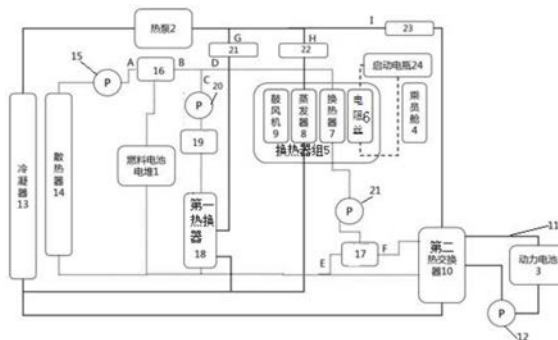 热泵2
I
G
H
21
22
23
15
P
A
16
B
D
C
P
20
启动电瓶24
鼓风机9
蒸发器8
换热器7
电阻丝6
乘员舱4
换热器组5
冷凝器13
散热器14
燃料电池电堆1
19
第一热换器
18
P
21
17
F
E
第二热交换器10
11
动力电池3
P
12